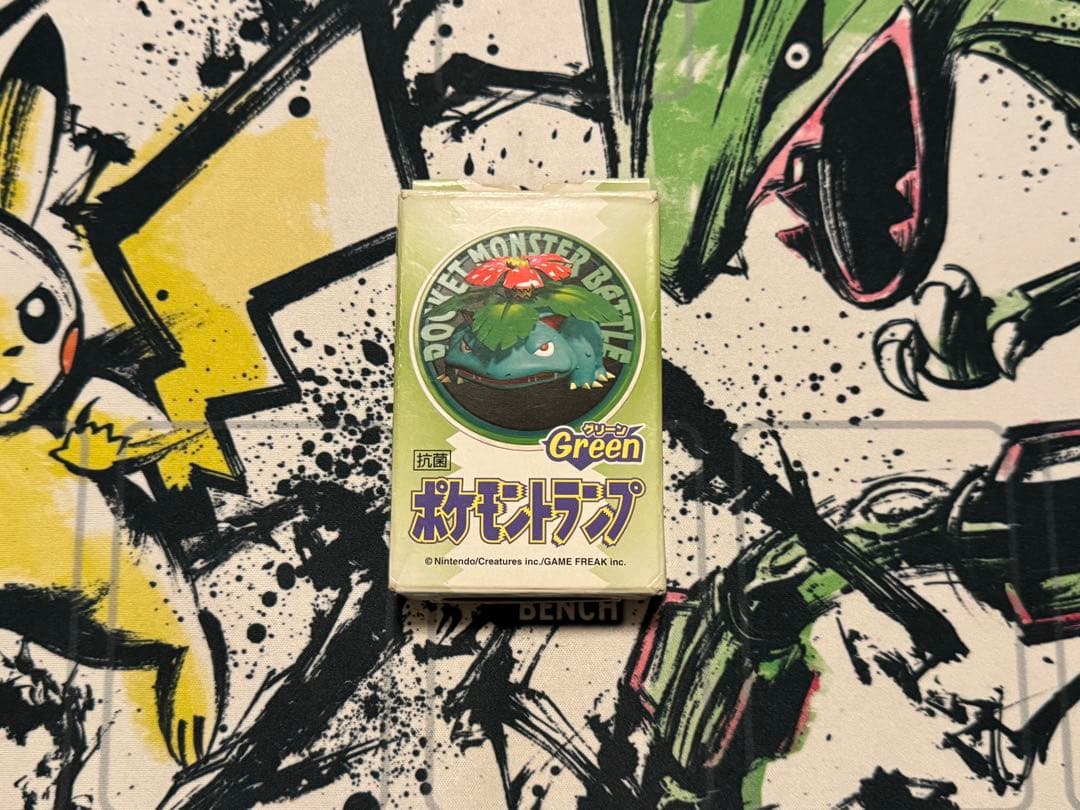 POCKET MONSTER BATTLE
グリーン
Green
抗菌
ポケモントランプ
© Nintendo/Creatures inc./GAME FREAK inc.
BENCH